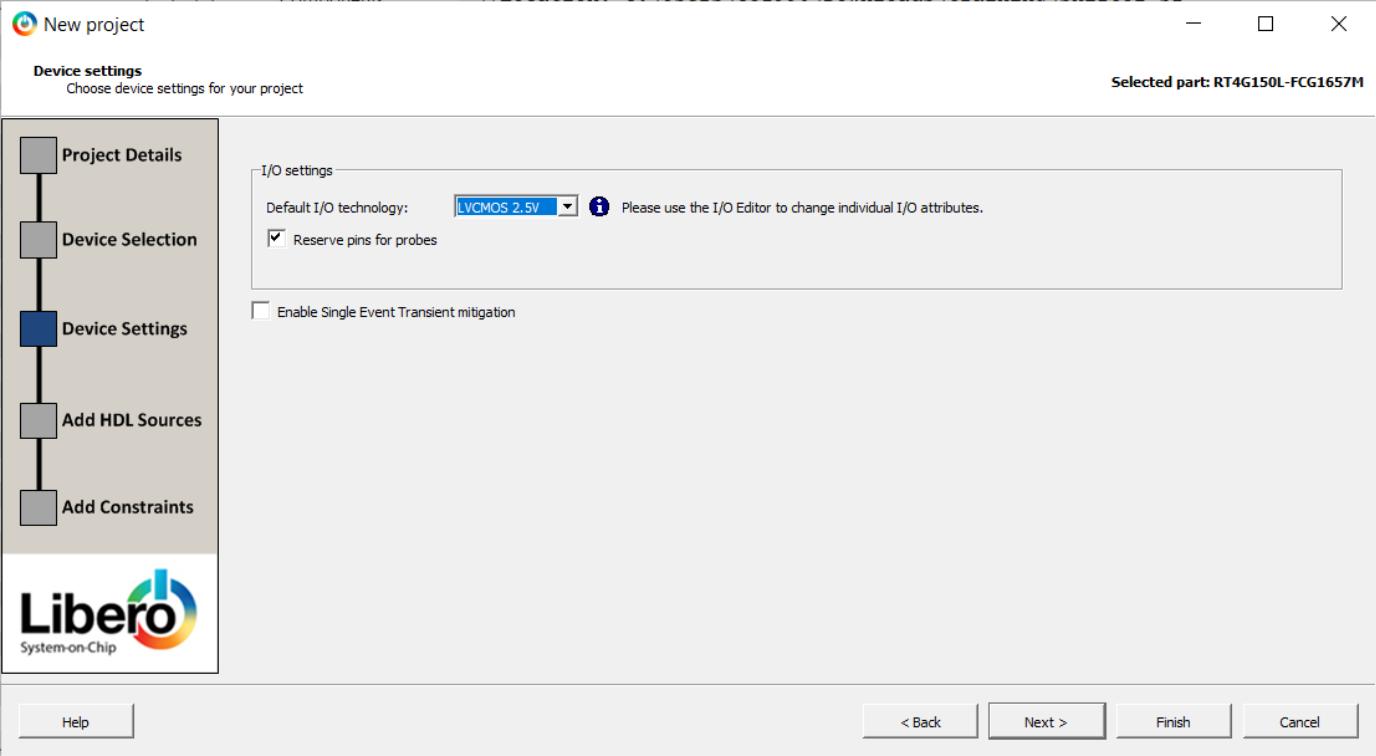 New project
Device settings
Choose device settings for your project
Selected part: RT4G150L-FCG1657M
Project Details
Device Selection
Device Settings
Add HDL Sources
Add Constraints
Libero
System-on-Chip
I/O settings
Default I/O technology: LVCMOS 2.5V Please use the I/O Editor to change individual I/O attributes.
Reserve pins for probes
Enable Single Event Transient mitigation
Help < Back Next > Finish Cancel